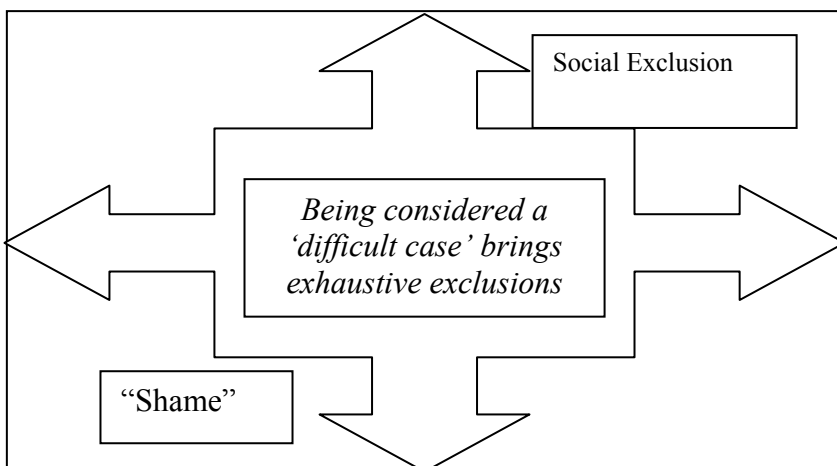 Social Exclusion
Being considered a
‘difficult case’ brings
exhaustive exclusions
“Shame”